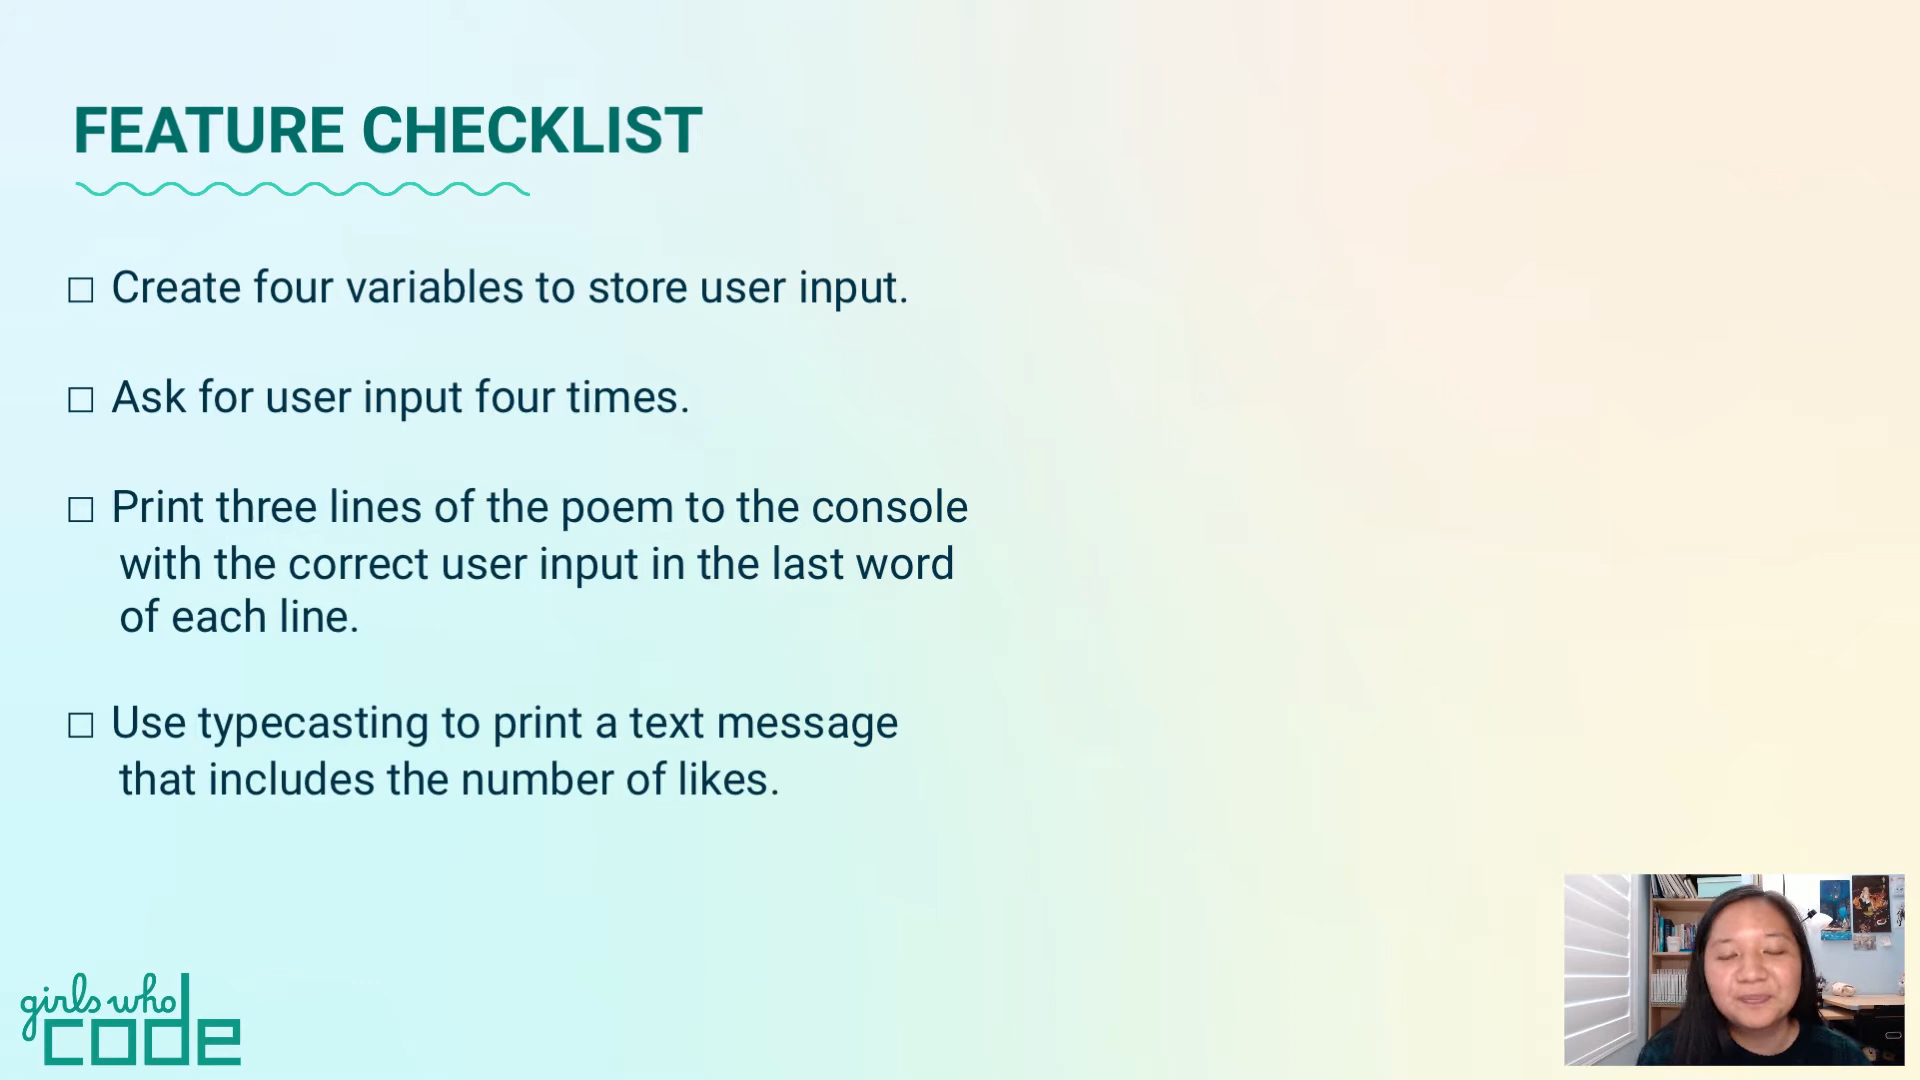 FEATURE CHECKLIST
Create four variables to store user input.
Ask for user input four times.
Print three lines of the poem to the console
with the correct user input in the last word
of each line.
Use typecasting to print a text message
that includes the number of likes.
girls who
code